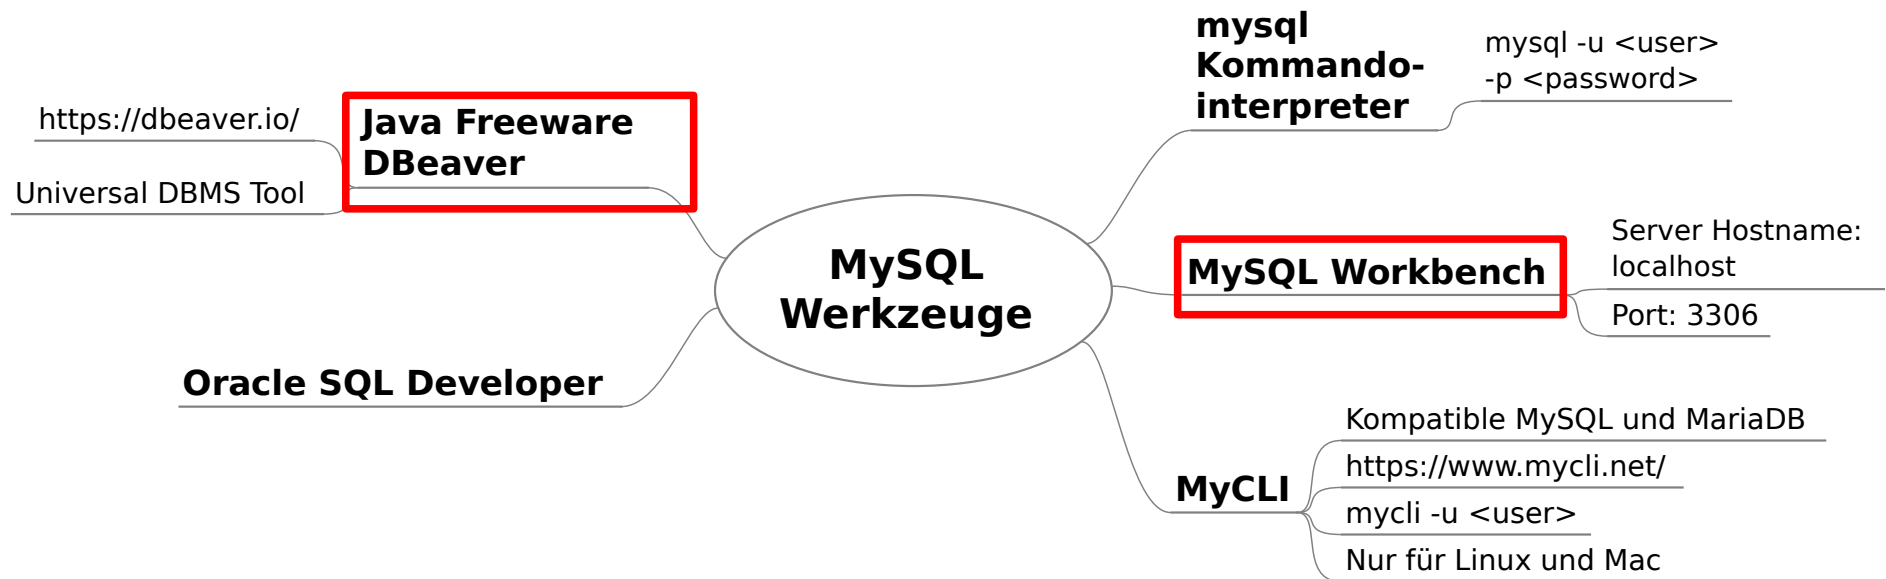 MySQL
Werkzeuge
mysql
Kommando-
interpreter
mysql -u <user>
-p <password>
MySQL Workbench
Server Hostname:
localhost
Port: 3306
MyCLI
Kompatible MySQL und MariaDB
https://www.mycli.net/
mycli -u <user>
Nur für Linux und Mac
Java Freeware
DBeaver
https://dbeaver.io/
Universal DBMS Tool
Oracle SQL Developer